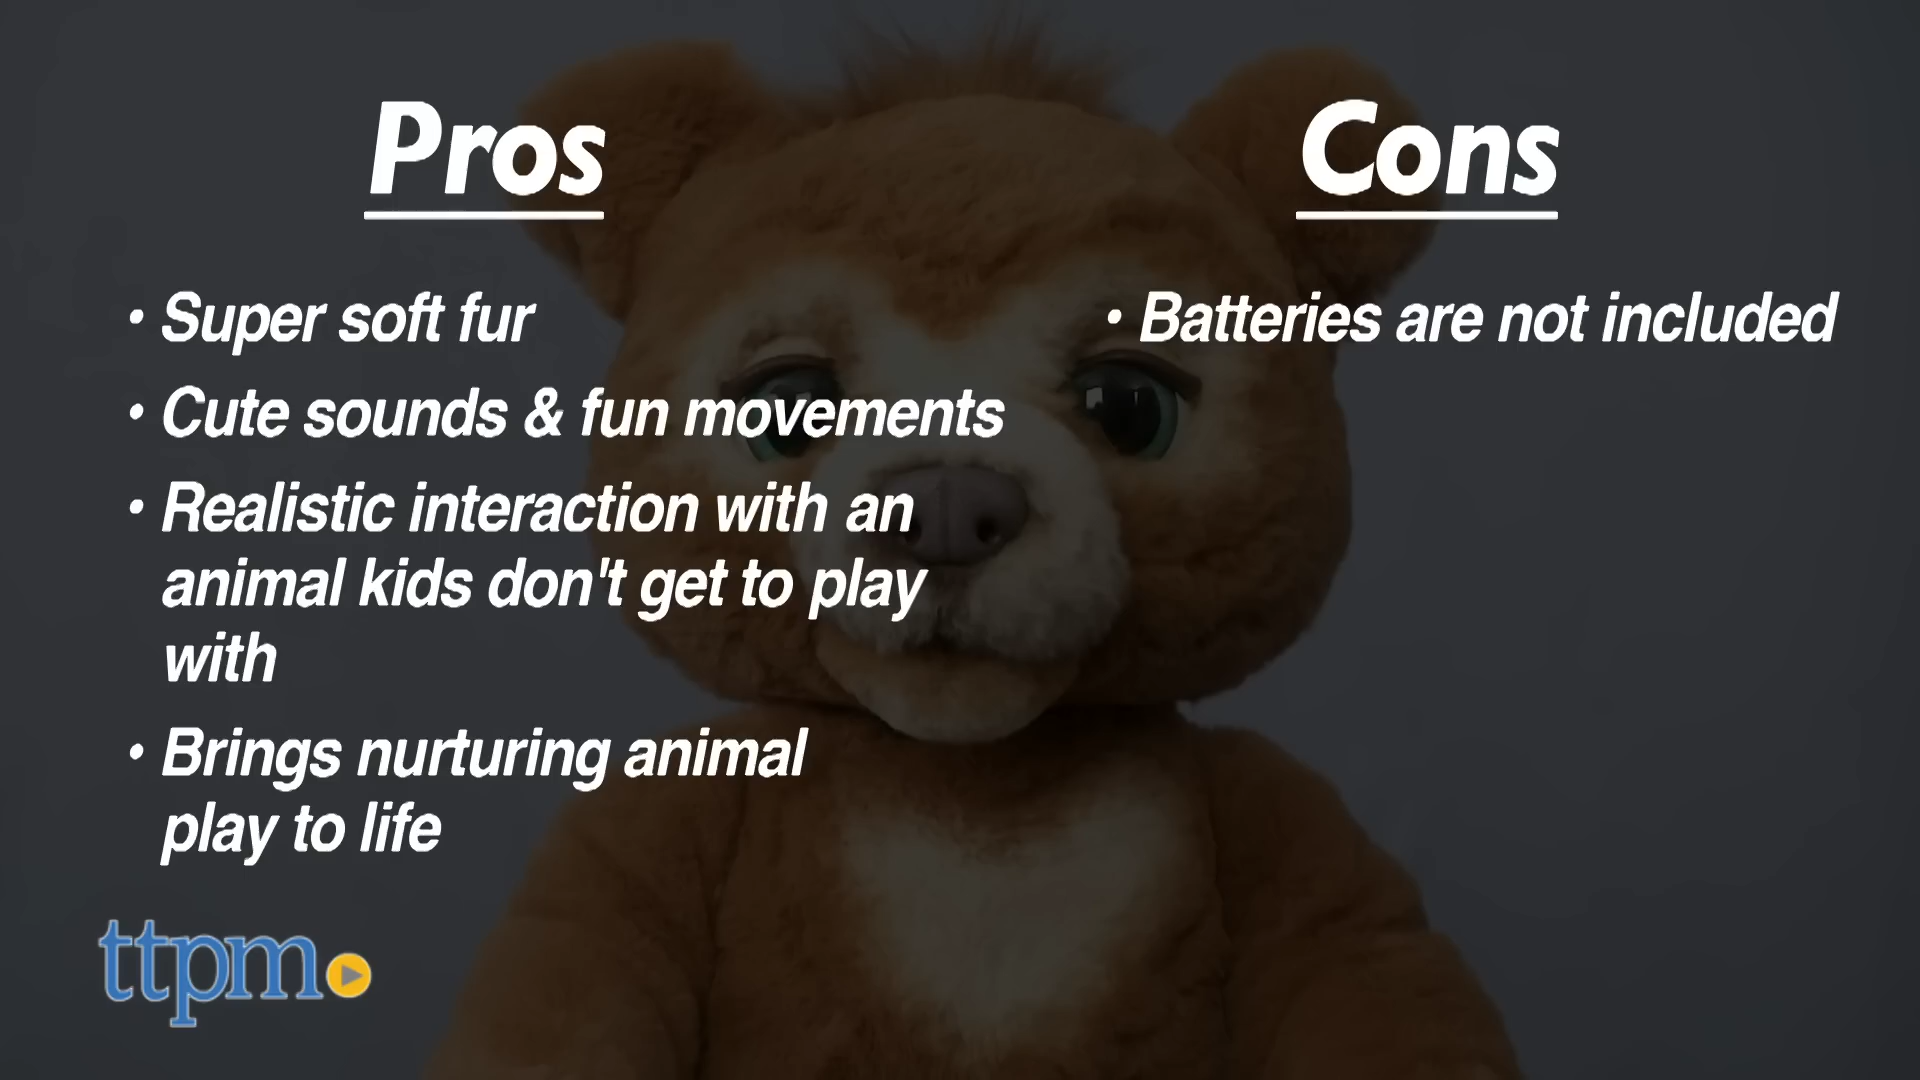 Pros
• Super soft fur
• Cute sounds & fun movements
• Realistic interaction with an
animal kids don't get to play
with
• Brings nurturing animal
play to life
Cons
• Batteries are not included
ttpm